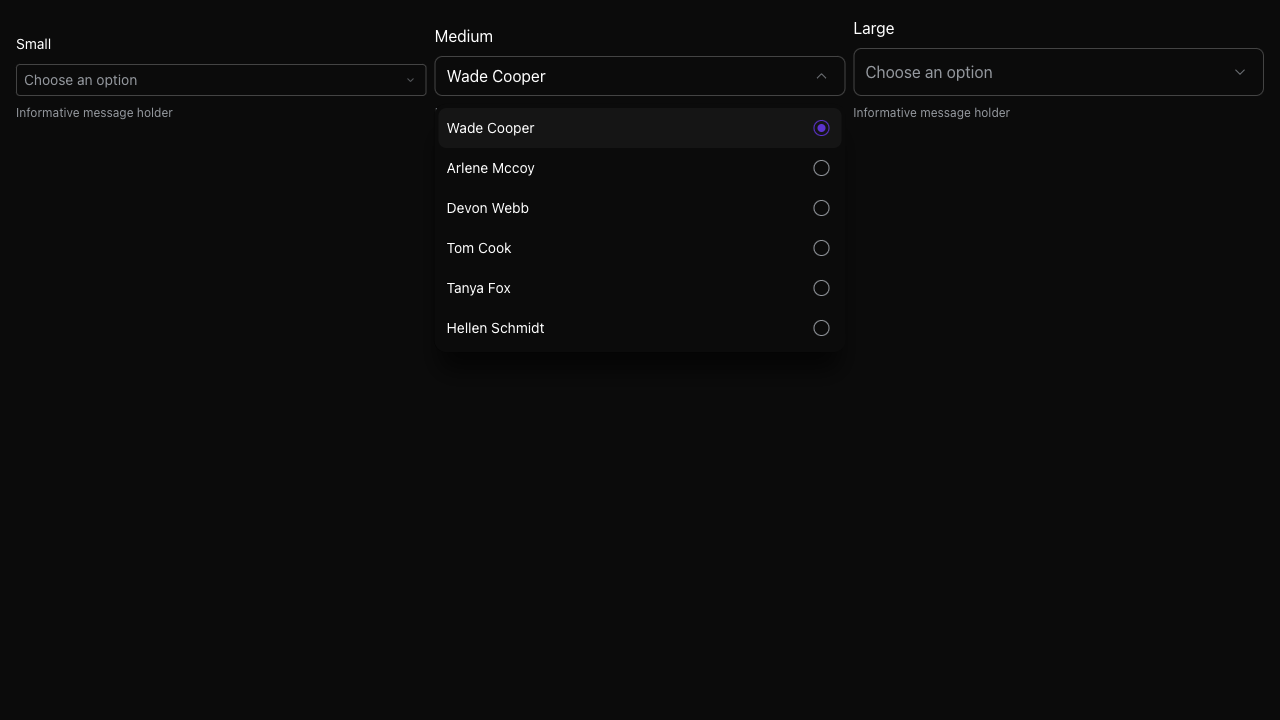 Small
Choose an option
Informative message holder
Medium
Wade Cooper
Wade Cooper
Arlene Mccoy
Devon Webb
Tom Cook
Tanya Fox
Hellen Schmidt
Large
Choose an option
Informative message holder